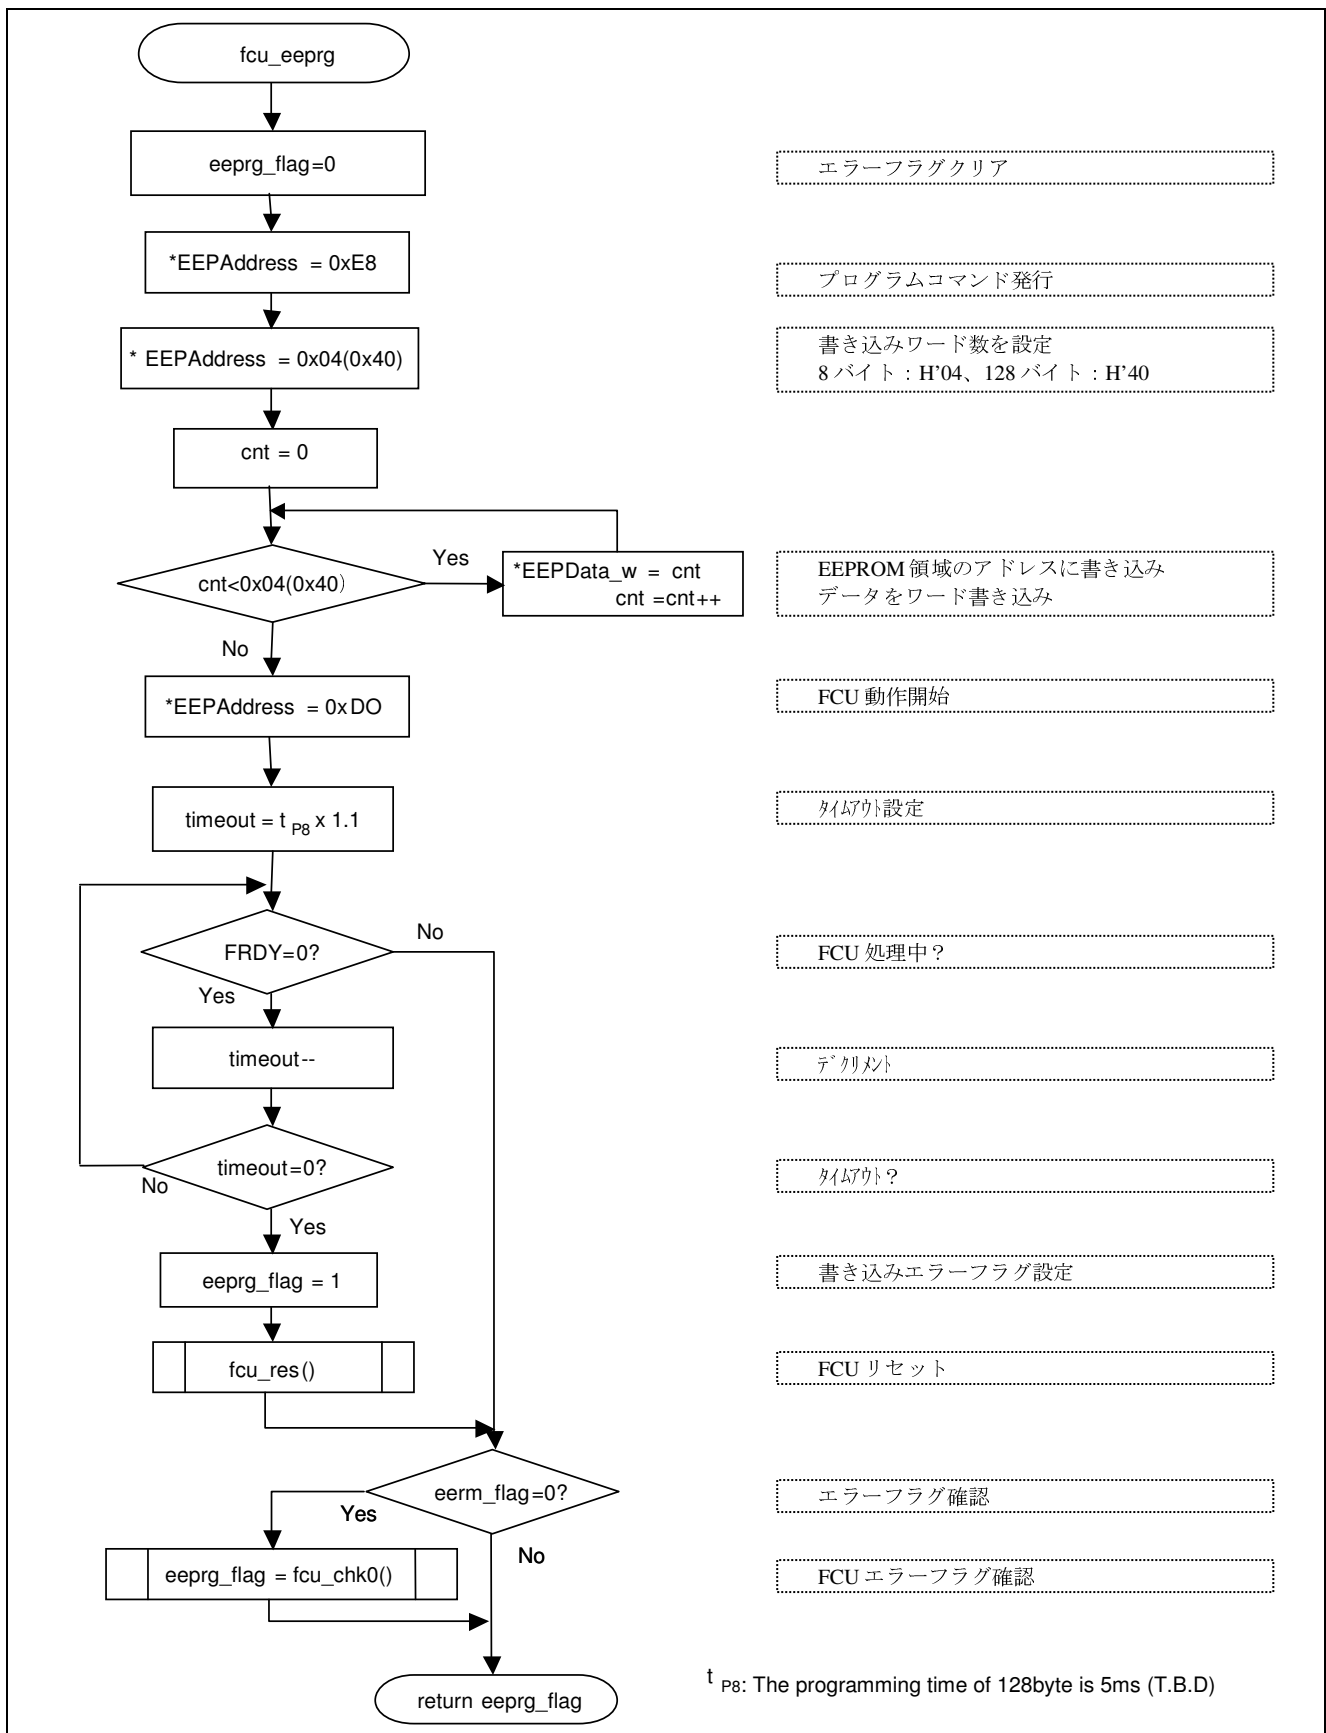 fcu_eeprg
eeprg_flag=0
エラーフラグクリア
*EEPAddress = 0xE8
プログラムコマンド発行
* EEPAddress = 0x04(0x40)
書き込みワード数を設定
8 バイト：H’04、128 バイト：H’40
cnt = 0
cnt<0x04(0x40)
Yes
*EEPData_w = cnt
cnt =cnt++
EEPROM 領域のアドレスに書き込み
データをワード書き込み
No
*EEPAddress = 0xDO
FCU 動作開始
timeout = t P8 x 1.1
ﾀｲﾑｱｳﾄ設定
FRDY=0?
No
FCU 処理中？
Yes
timeout--
ﾃﾞｸﾘﾒﾝﾄ
timeout=0?
No
ﾀｲﾑｱｳﾄ？
Yes
eeprg_flag = 1
書き込みエラーフラグ設定
fcu_res()
FCU リセット
eerm_flag=0?
エラーフラグ確認
Yes
No
eeprg_flag = fcu_chk0()
FCU エラーフラグ確認
return eeprg_flag
t P8: The programming time of 128byte is 5ms (T.B.D)